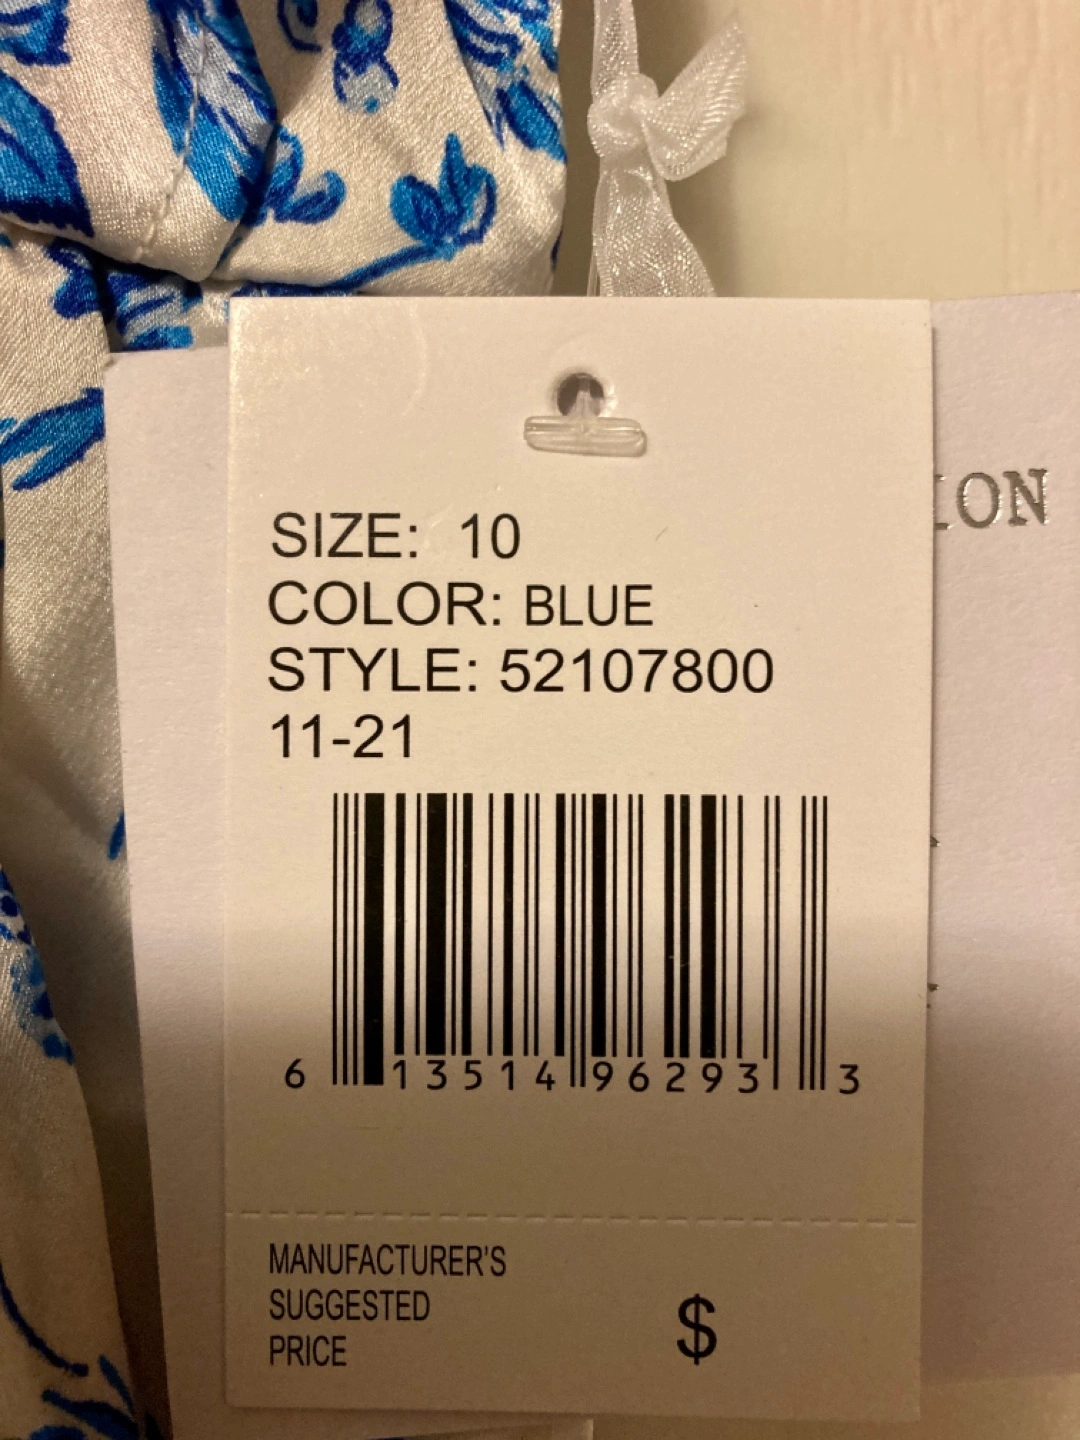 SIZE: 10
COLOR: BLUE
STYLE: 52107800
11-21
6 13514 96293 3
MANUFACTURER'S
SUGGESTED
PRICE
$
ION